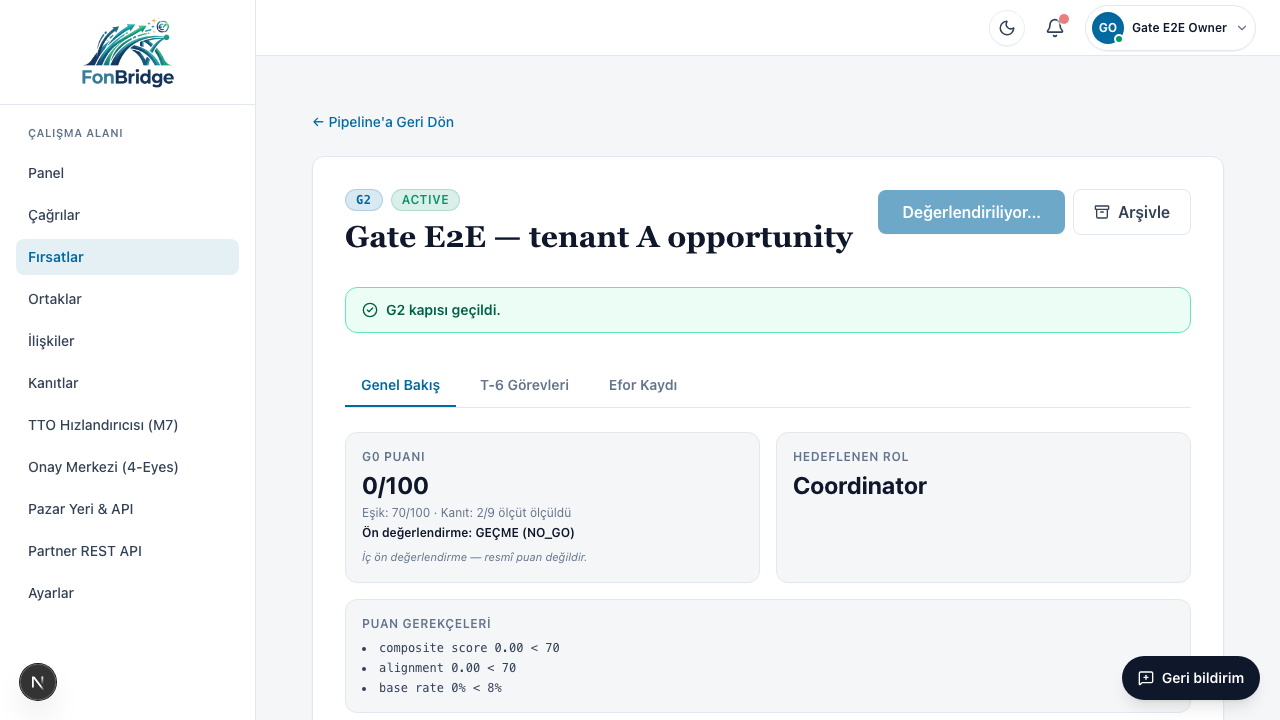 FonBridge
GO
Gate E2E Owner
ÇALIŞMA ALANI
Panel
Çağrılar
Fırsatlar
Ortaklar
İlişkiler
Kanıtlar
TTO Hızlandırıcısı (M7)
Onay Merkezi (4-Eyes)
Pazar Yeri & API
Partner REST API
Ayarlar
N
← Pipeline'a Geri Dön
G2
ACTIVE
Gate E2E — tenant A opportunity
Değerlendiriliyor...
Arşivle
G2 kapısı geçildi.
Genel Bakış
T-6 Görevleri
Efor Kaydı
G0 PUANI
0/100
Eşik: 70/100 · Kanıt: 2/9 ölçüt ölçüldü
Ön değerlendirme: GEÇME (NO_GO)
İç ön değerlendirme — resmî puan değildir.
HEDEFLENEN ROL
Coordinator
PUAN GEREKÇELERİ
• composite score 0.00 < 70
• alignment 0.00 < 70
• base rate 0% < 8%
Geri bildirim